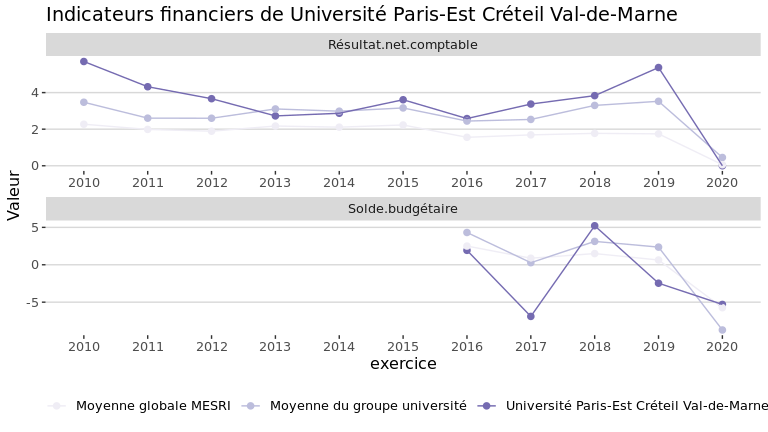 Indicateurs financiers de Université Paris-Est Créteil Val-de-Marne
Résultat.net.comptable
4
2
0
2010 2011 2012 2013 2014 2015 2016 2017 2018 2019 2020
Valeur
Solde.budgétaire
5
0
-5
2010 2011 2012 2013 2014 2015 2016 2017 2018 2019 2020
exercice
Moyenne globale MESRI Moyenne du groupe université Université Paris-Est Créteil Val-de-Marne